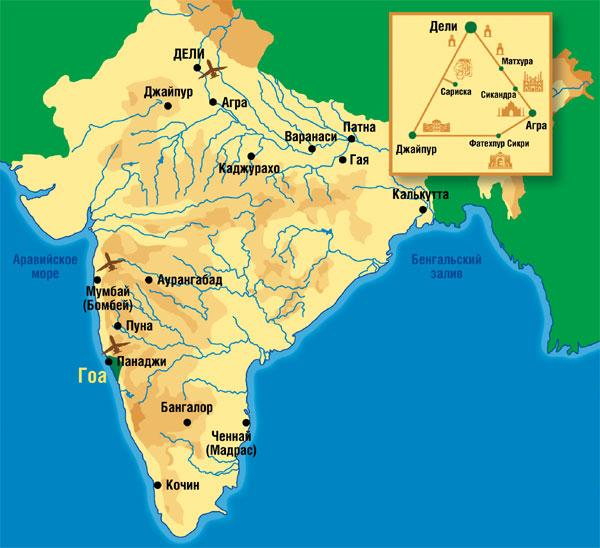 ДЕЛИ
Джайпур
Агра
Варанаси
Патна
Каджурахо
Гая
Калькутта
Аравийское
море
Бенгальский
залив
Мумбай
(Бомбей)
Аурангабад
Пуна
Панаджи
Гоа
Бангалор
Ченнай
(Мадрас)
Кочин
Дели
Матхура
Сариска
Сикандра
Агра
Джайпур
Фатехпур Сикри